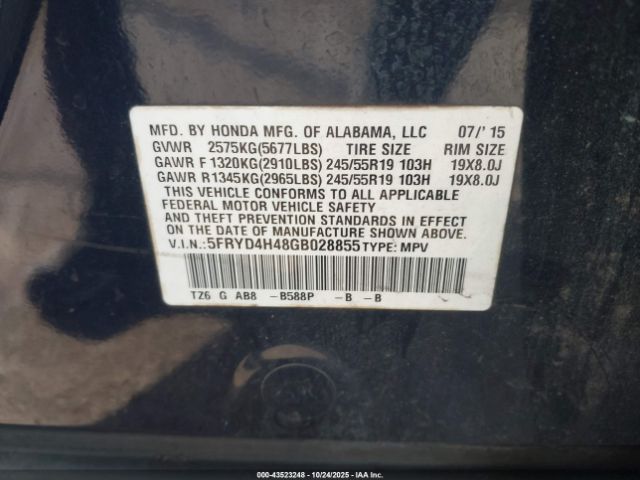 MFD. BY HONDA MFG. OF ALABAMA, LLC 07/'15
GVWR 2575KG(5677LBS) TIRE SIZE RIM SIZE
GAWR F 1320KG(2910LBS) 245/55R19 103H 19X8.0J
GAWR R1345KG(2965LBS) 245/55R19 103H 19X8.0J
THIS VEHICLE CONFORMS TO ALL APPLICABLE
FEDERAL MOTOR VEHICLE SAFETY
AND THEFT PREVENTION STANDARDS IN EFFECT
ON THE DATE OF MANUFACTURE SHOWN ABOVE.
V.I.N.:5FRYD4H48GB028855 TYPE: MPV
TZ6 G AB8 -B588P -B -B
000-43523248 - 10/24/2025 - IAA Inc.